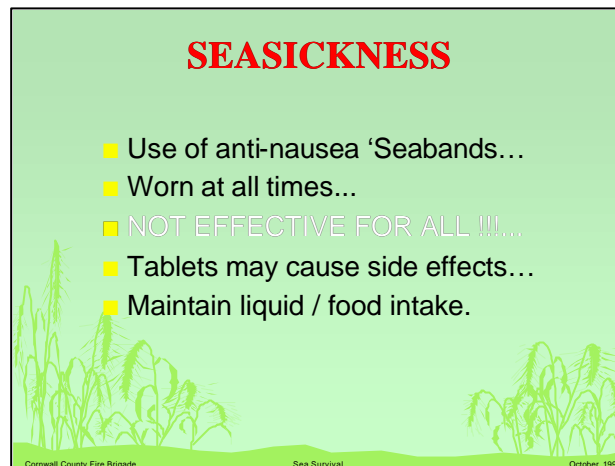 SEASICKNESS
Use of anti-nausea ‘Seabands…
Worn at all times...
NOT EFFECTIVE FOR ALL !!!...
Tablets may cause side effects…
Maintain liquid / food intake.
Cornwall County Fire Brigade Sea Survival October, 199